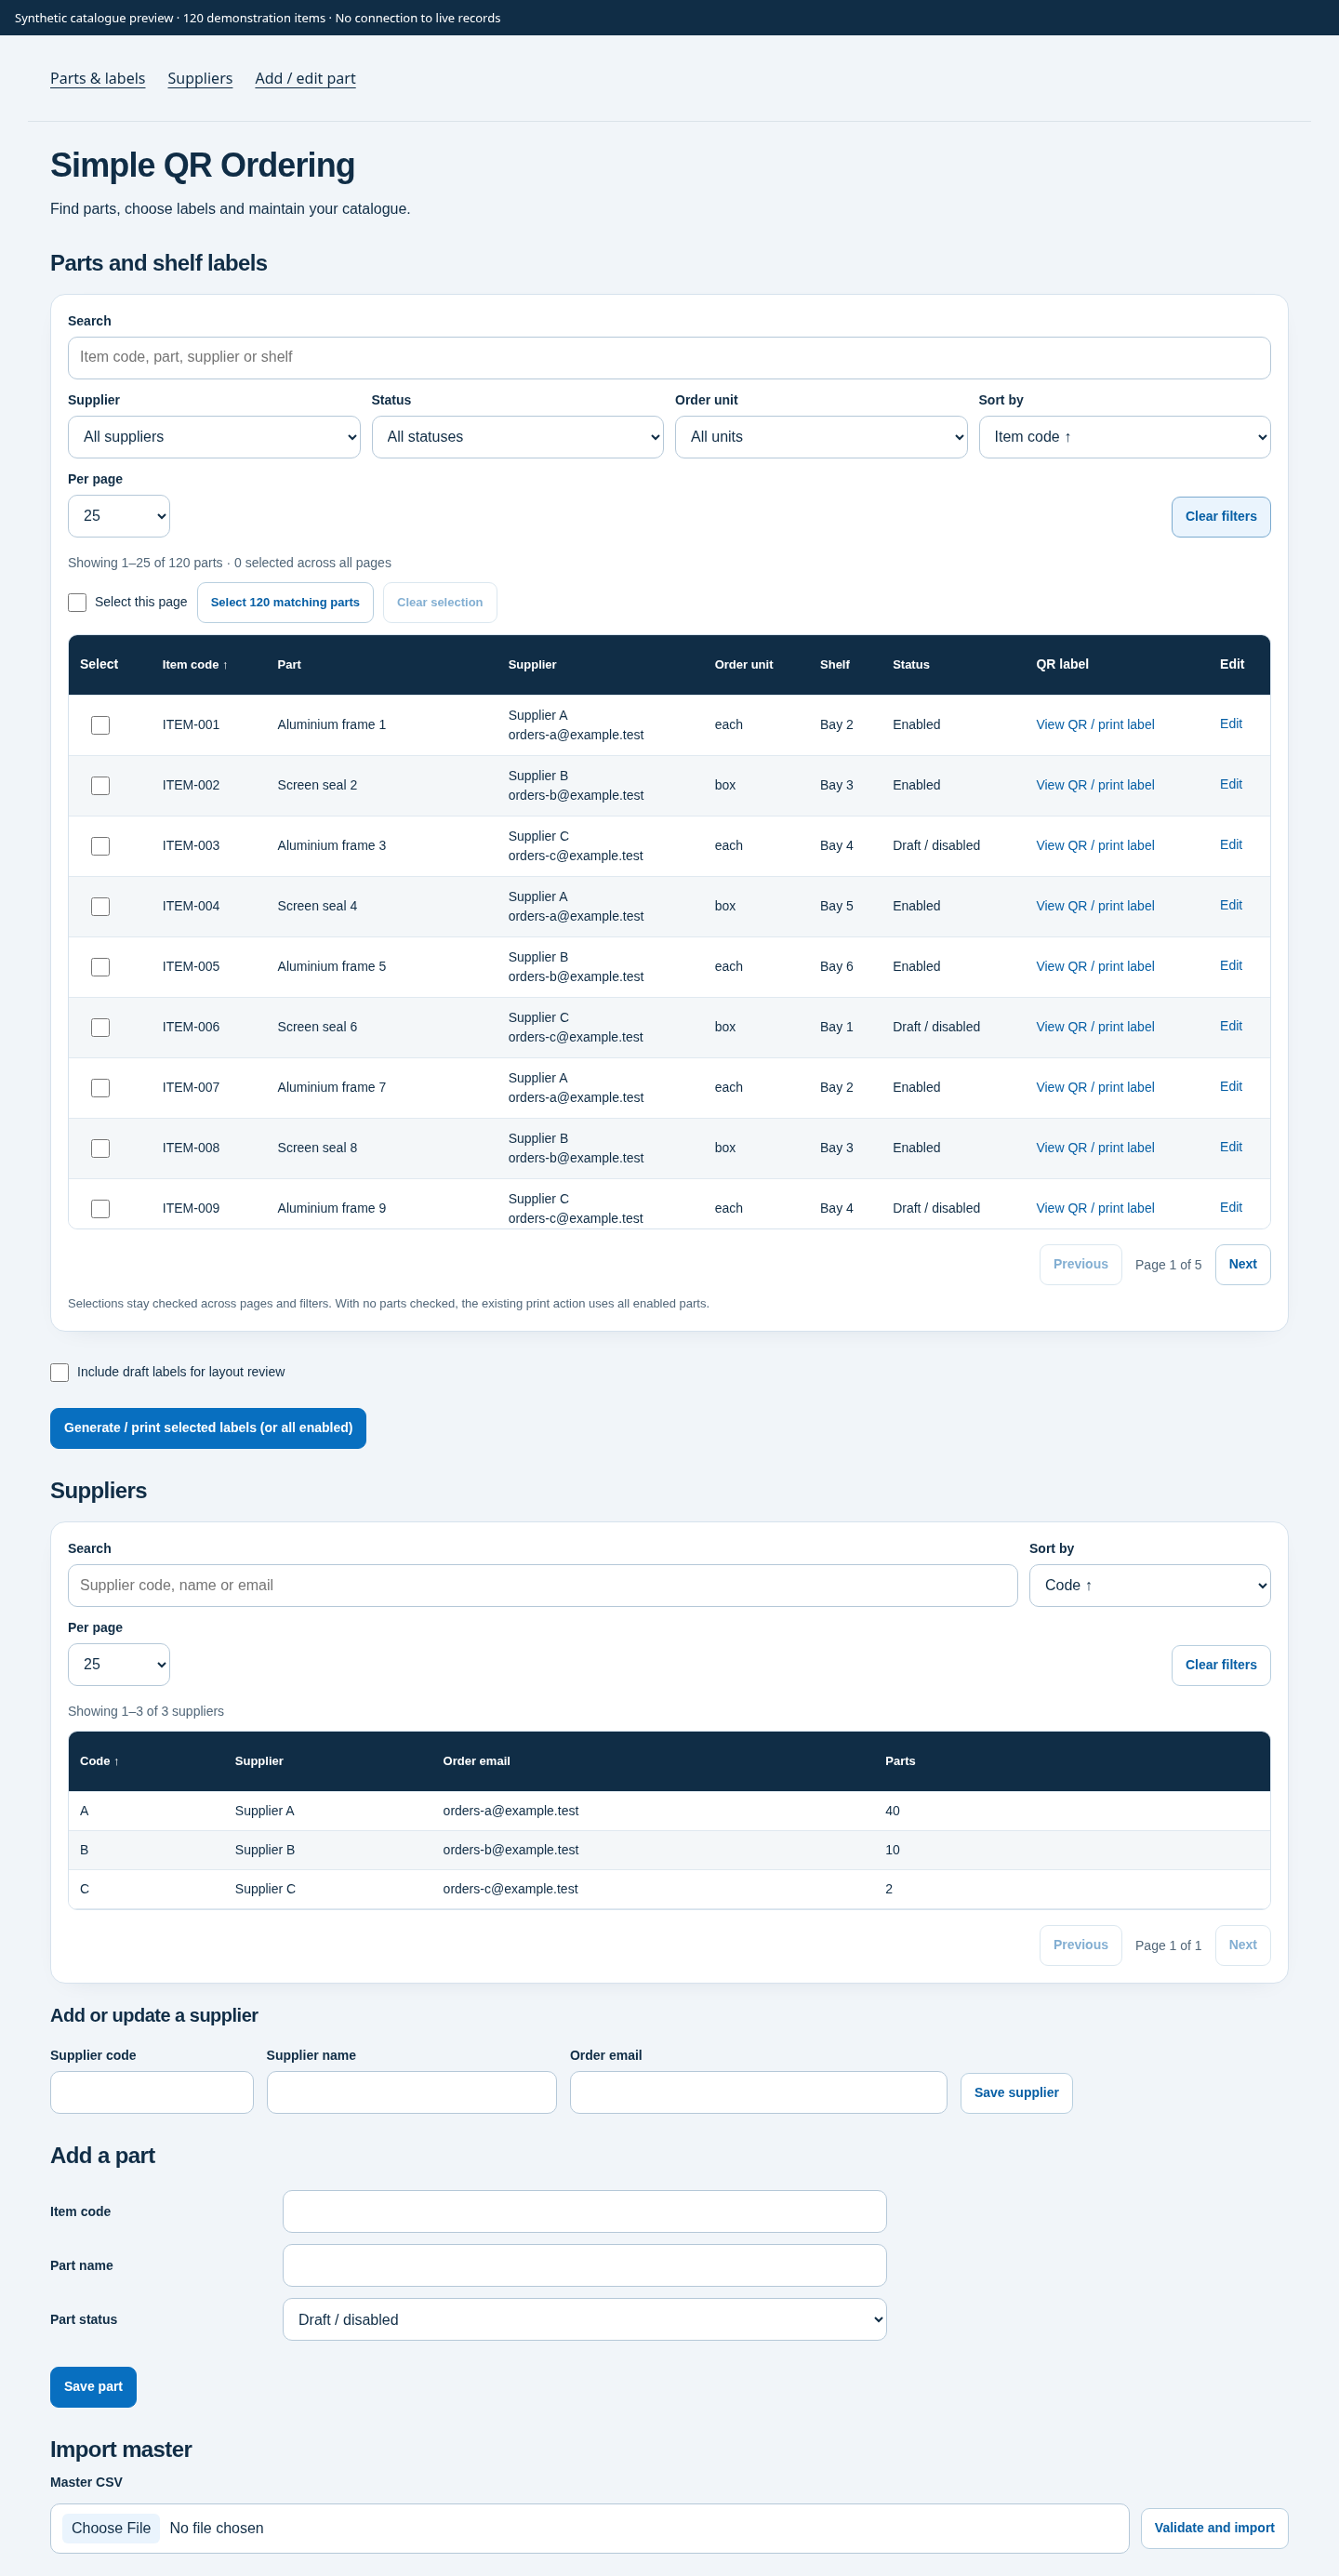 Synthetic catalogue preview · 120 demonstration items · No connection to live records
Parts & labels Suppliers Add / edit part
Simple QR Ordering
Find parts, choose labels and maintain your catalogue.
Parts and shelf labels
Search
Item code, part, supplier or shelf
Supplier Status Order unit Sort by
All suppliers All statuses All units Item code ↑
Per page
25 Clear filters
Showing 1–25 of 120 parts · 0 selected across all pages
Select this page Select 120 matching parts Clear selection
Select Item code ↑ Part Supplier Order unit Shelf Status QR label Edit
ITEM-001 Aluminium frame 1 Supplier A orders-a@example.test each Bay 2 Enabled View QR / print label Edit
ITEM-002 Screen seal 2 Supplier B orders-b@example.test box Bay 3 Enabled View QR / print label Edit
ITEM-003 Aluminium frame 3 Supplier C orders-c@example.test each Bay 4 Draft / disabled View QR / print label Edit
ITEM-004 Screen seal 4 Supplier A orders-a@example.test box Bay 5 Enabled View QR / print label Edit
ITEM-005 Aluminium frame 5 Supplier B orders-b@example.test each Bay 6 Enabled View QR / print label Edit
ITEM-006 Screen seal 6 Supplier C orders-c@example.test box Bay 1 Draft / disabled View QR / print label Edit
ITEM-007 Aluminium frame 7 Supplier A orders-a@example.test each Bay 2 Enabled View QR / print label Edit
ITEM-008 Screen seal 8 Supplier B orders-b@example.test box Bay 3 Enabled View QR / print label Edit
ITEM-009 Aluminium frame 9 Supplier C orders-c@example.test each Bay 4 Draft / disabled View QR / print label Edit
Previous Page 1 of 5 Next
Selections stay checked across pages and filters. With no parts checked, the existing print action uses all enabled parts.
Include draft labels for layout review
Generate / print selected labels (or all enabled)
Suppliers
Search Sort by
Supplier code, name or email Code ↑
Per page
25 Clear filters
Showing 1–3 of 3 suppliers
Code ↑ Supplier Order email Parts
A Supplier A orders-a@example.test 40
B Supplier B orders-b@example.test 10
C Supplier C orders-c@example.test 2
Previous Page 1 of 1 Next
Add or update a supplier
Supplier code Supplier name Order email
Save supplier
Add a part
Item code
Part name
Part status Draft / disabled
Save part
Import master
Master CSV
Choose File No file chosen Validate and import